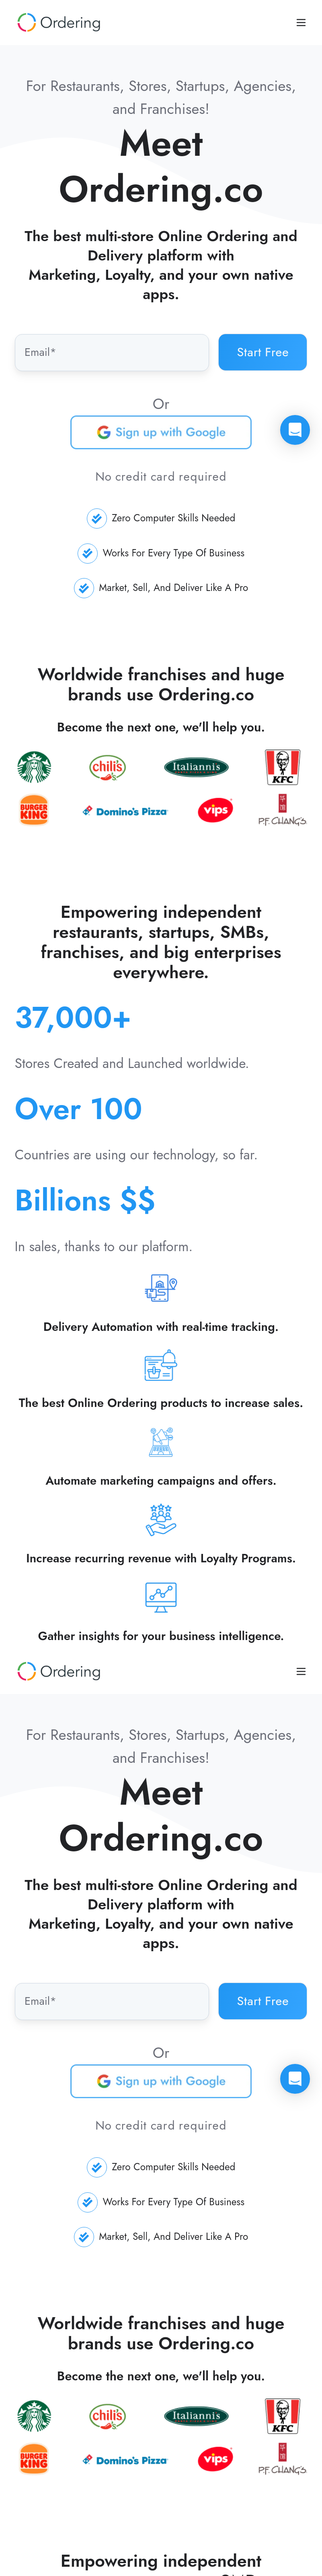 Ordering
For Restaurants, Stores, Startups, Agencies,
and Franchises!
Meet
Ordering.co
The best multi-store Online Ordering and
Delivery platform with
Marketing, Loyalty, and your own native
apps.
Email*
Start Free
Or
Sign up with Google
No credit card required
Zero Computer Skills Needed
Works For Every Type Of Business
Market, Sell, And Deliver Like A Pro
Worldwide franchises and huge
brands use Ordering.co
Become the next one, we'll help you.
chili's
Italiannis
KFC
BURGER
KING
Domino's Pizza
vips
P.F. CHANG'S
Empowering independent
restaurants, startups, SMBs,
franchises, and big enterprises
everywhere.
37,000+
Stores Created and Launched worldwide.
Over 100
Countries are using our technology, so far.
Billions $$
In sales, thanks to our platform.
Delivery Automation with real-time tracking.
The best Online Ordering products to increase sales.
Automate marketing campaigns and offers.
Increase recurring revenue with Loyalty Programs.
Gather insights for your business intelligence.
Ordering
For Restaurants, Stores, Startups, Agencies,
and Franchises!
Meet
Ordering.co
The best multi-store Online Ordering and
Delivery platform with
Marketing, Loyalty, and your own native
apps.
Email*
Start Free
Or
Sign up with Google
No credit card required
Zero Computer Skills Needed
Works For Every Type Of Business
Market, Sell, And Deliver Like A Pro
Worldwide franchises and huge
brands use Ordering.co
Become the next one, we'll help you.
chili's
Italiannis
KFC
BURGER
KING
Domino's Pizza
vips
P.F. CHANG'S
Empowering independent